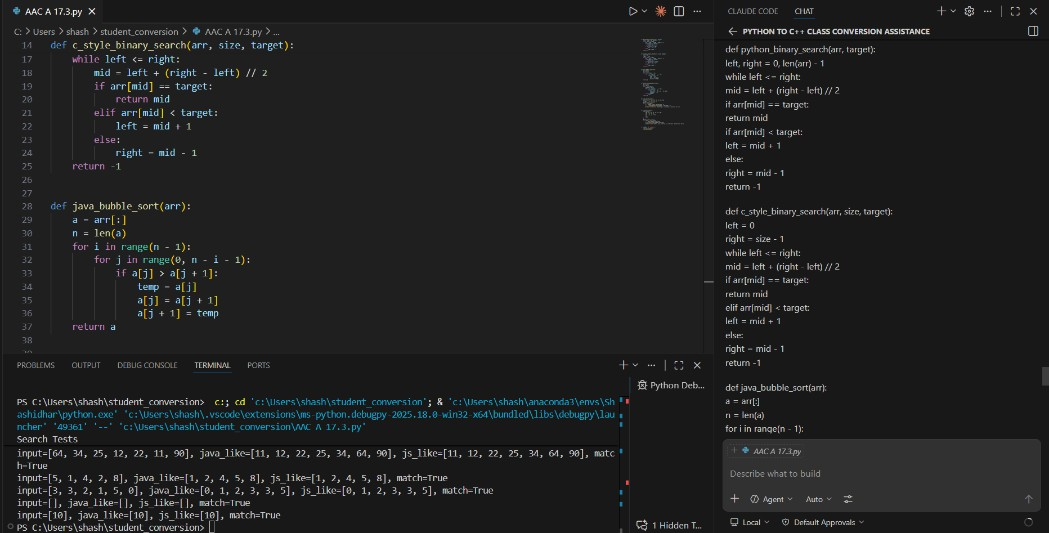 AAC A 17.3.py
C: > Users > shash > student_conversion > AAC A 17.3.py > ...
14 def c_style_binary_search(arr, size, target):
17 while left <= right:
18 mid = left + (right - left) // 2
19 if arr[mid] == target:
20 return mid
21 elif arr[mid] < target:
22 left = mid + 1
23 else:
24 right = mid - 1
25 return -1
26
27
28 def java_bubble_sort(arr):
29 a = arr[:]
30 n = len(a)
31 for i in range(n - 1):
32 for j in range(0, n - i - 1):
33 if a[j] > a[j + 1]:
34 temp = a[j]
35 a[j] = a[j + 1]
36 a[j + 1] = temp
37 return a
38
39
PROBLEMS OUTPUT DEBUG CONSOLE TERMINAL PORTS
PS C:\Users\shash\student_conversion> c:; cd 'c:\Users\shash\student_conversion'; & 'c:\Users\shash\anaconda3\envs\Sh
ashidhar\python.exe' 'c:\Users\shash\.vscode\extensions\ms-python.debugpy-2025.18.0-win32-x64\bundled\libs\debugpy\lau
ncher' '49361' '--' 'c:\Users\shash\student_conversion\AAC A 17.3.py'
Search Tests
input=[64, 34, 25, 12, 22, 11, 90], java_like=[11, 12, 22, 25, 34, 64, 90], js_like=[11, 12, 22, 25, 34, 64, 90], matc
h=True
input=[5, 1, 4, 2, 8], java_like=[1, 2, 4, 5, 8], js_like=[1, 2, 4, 5, 8], match=True
input=[3, 3, 2, 1, 5, 0], java_like=[0, 1, 2, 3, 3, 5], js_like=[0, 1, 2, 3, 3, 5], match=True
input=[], java_like=[], js_like=[], match=True
input=[10], java_like=[10], js_like=[10], match=True
PS C:\Users\shash\student_conversion>
Python Deb...
1 Hidden T...
CLAUDE CODE CHAT
PYTHON TO C++ CLASS CONVERSION ASSISTANCE
def python_binary_search(arr, target):
left, right = 0, len(arr) - 1
while left <= right:
mid = left + (right - left) // 2
if arr[mid] == target:
return mid
if arr[mid] < target:
left = mid + 1
else:
right = mid - 1
return -1
def c_style_binary_search(arr, size, target):
left = 0
right = size - 1
while left <= right:
mid = left + (right - left) // 2
if arr[mid] == target:
return mid
elif arr[mid] < target:
left = mid + 1
else:
right = mid - 1
return -1
def java_bubble_sort(arr):
a = arr[:]
n = len(a)
for i in range(n - 1):
AAC A 17.3.py
Describe what to build
Agent Auto
Local Default Approvals